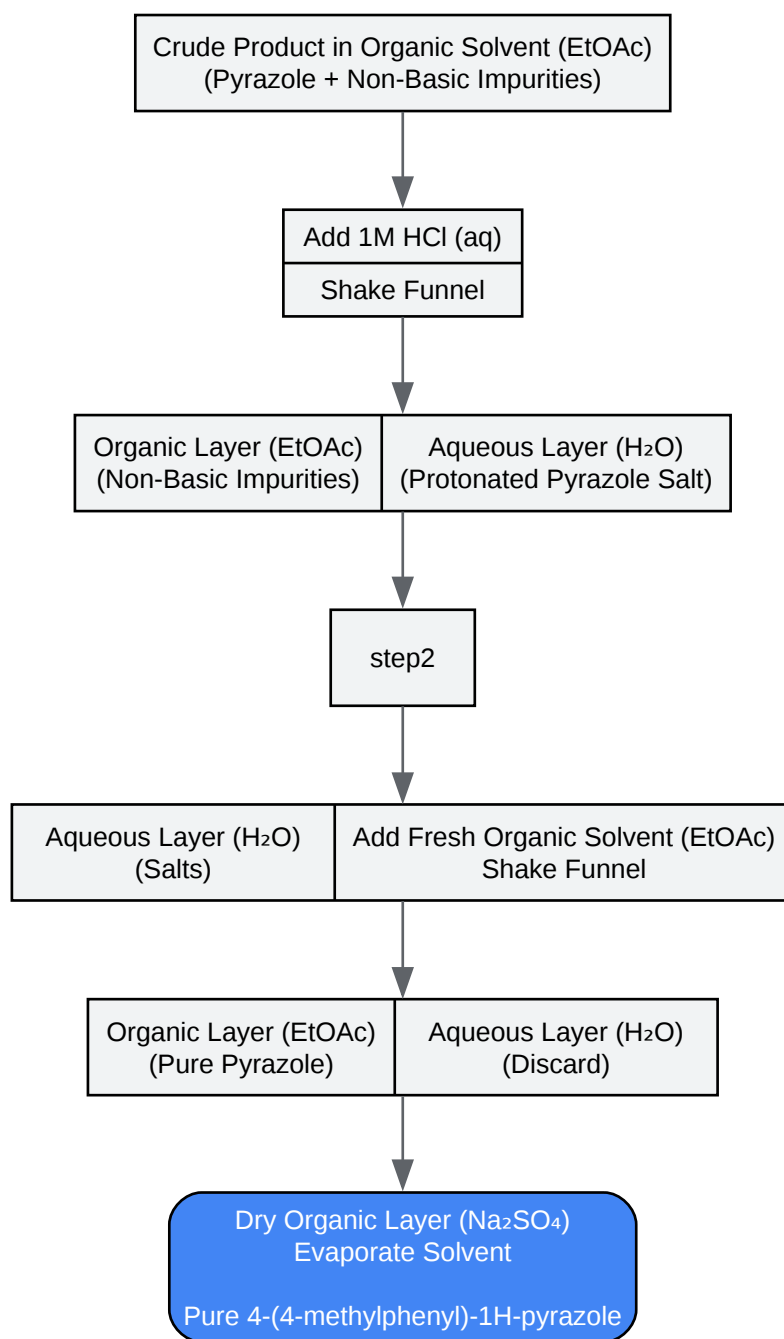 Crude Product in Organic Solvent (EtOAc)
(Pyrazole + Non-Basic Impurities)
Add 1M HCl (aq)
Shake Funnel
Organic Layer (EtOAc)
(Non-Basic Impurities)
Aqueous Layer (H₂O)
(Protonated Pyrazole Salt)
step2
Aqueous Layer (H₂O)
(Salts)
Add Fresh Organic Solvent (EtOAc)
Shake Funnel
Organic Layer (EtOAc)
(Pure Pyrazole)
Aqueous Layer (H₂O)
(Discard)
Dry Organic Layer (Na₂SO₄)
Evaporate Solvent
Pure 4-(4-methylphenyl)-1H-pyrazole